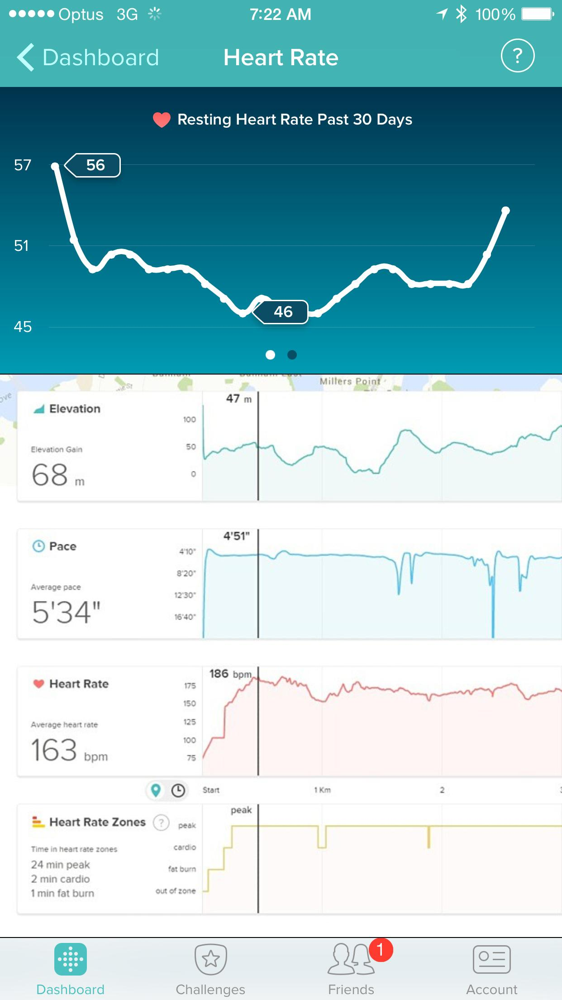 Optus 3G 7:22 AM 100%
Dashboard Heart Rate ?
Resting Heart Rate Past 30 Days
57
56
51
46
45
Millers Point
47 m
Elevation
100
50
0
Elevation Gain
68 m
4'51"
Pace
4'10"
8'20"
12'30"
16'40"
Average pace
5'34"
186 bpm
Heart Rate
175
150
125
100
75
Average heart rate
163 bpm
Start 1 Km 2
peak
Heart Rate Zones ?
peak
cardio
fat burn
out of zone
Time in heart rate zones
24 min peak
2 min cardio
1 min fat burn
1
Dashboard Challenges Friends Account